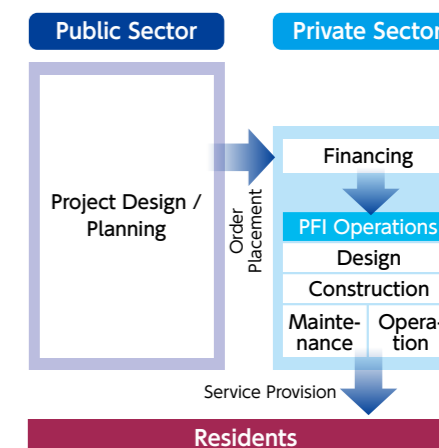 Public Sector
Private Sector
Project Design /
Planning
Order
Placement
Financing
PFI Operations
Design
Construction
Mainte-
nance
Opera-
tion
Service Provision
Residents